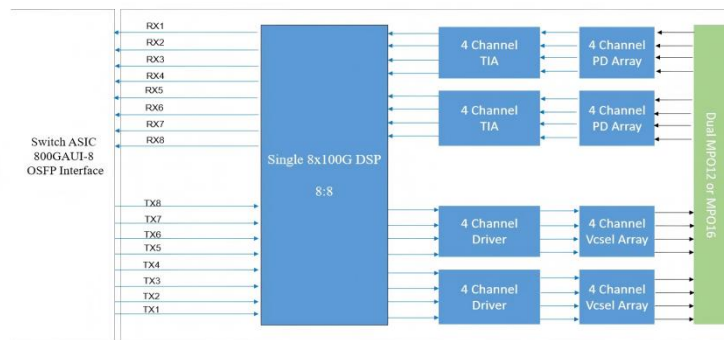 RX1
RX2
RX3
RX4
RX5
RX6
RX7
RX8
Switch ASIC
800GAUI-8
OSFP Interface
TX8
TX7
TX6
TX5
TX4
TX3
TX2
TX1
Single 8x100G DSP
8:8
4 Channel
TIA
4 Channel
PD Array
4 Channel
TIA
4 Channel
PD Array
4 Channel
Driver
4 Channel
Vcsel Array
4 Channel
Driver
4 Channel
Vcsel Array
Dual MPO12 or MPO16